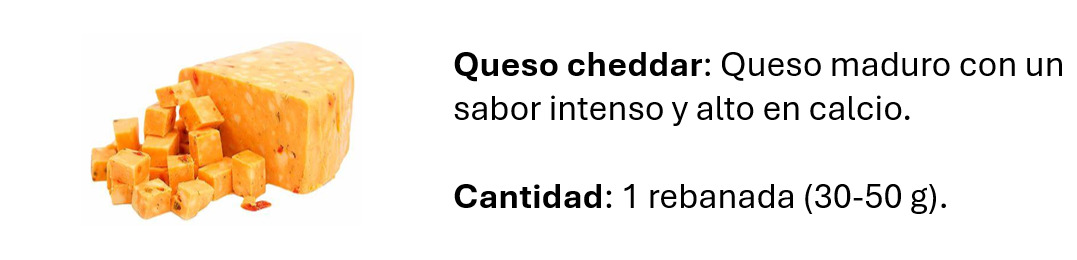 Queso cheddar: Queso maduro con un
sabor intenso y alto en calcio.
Cantidad: 1 rebanada (30-50 g).